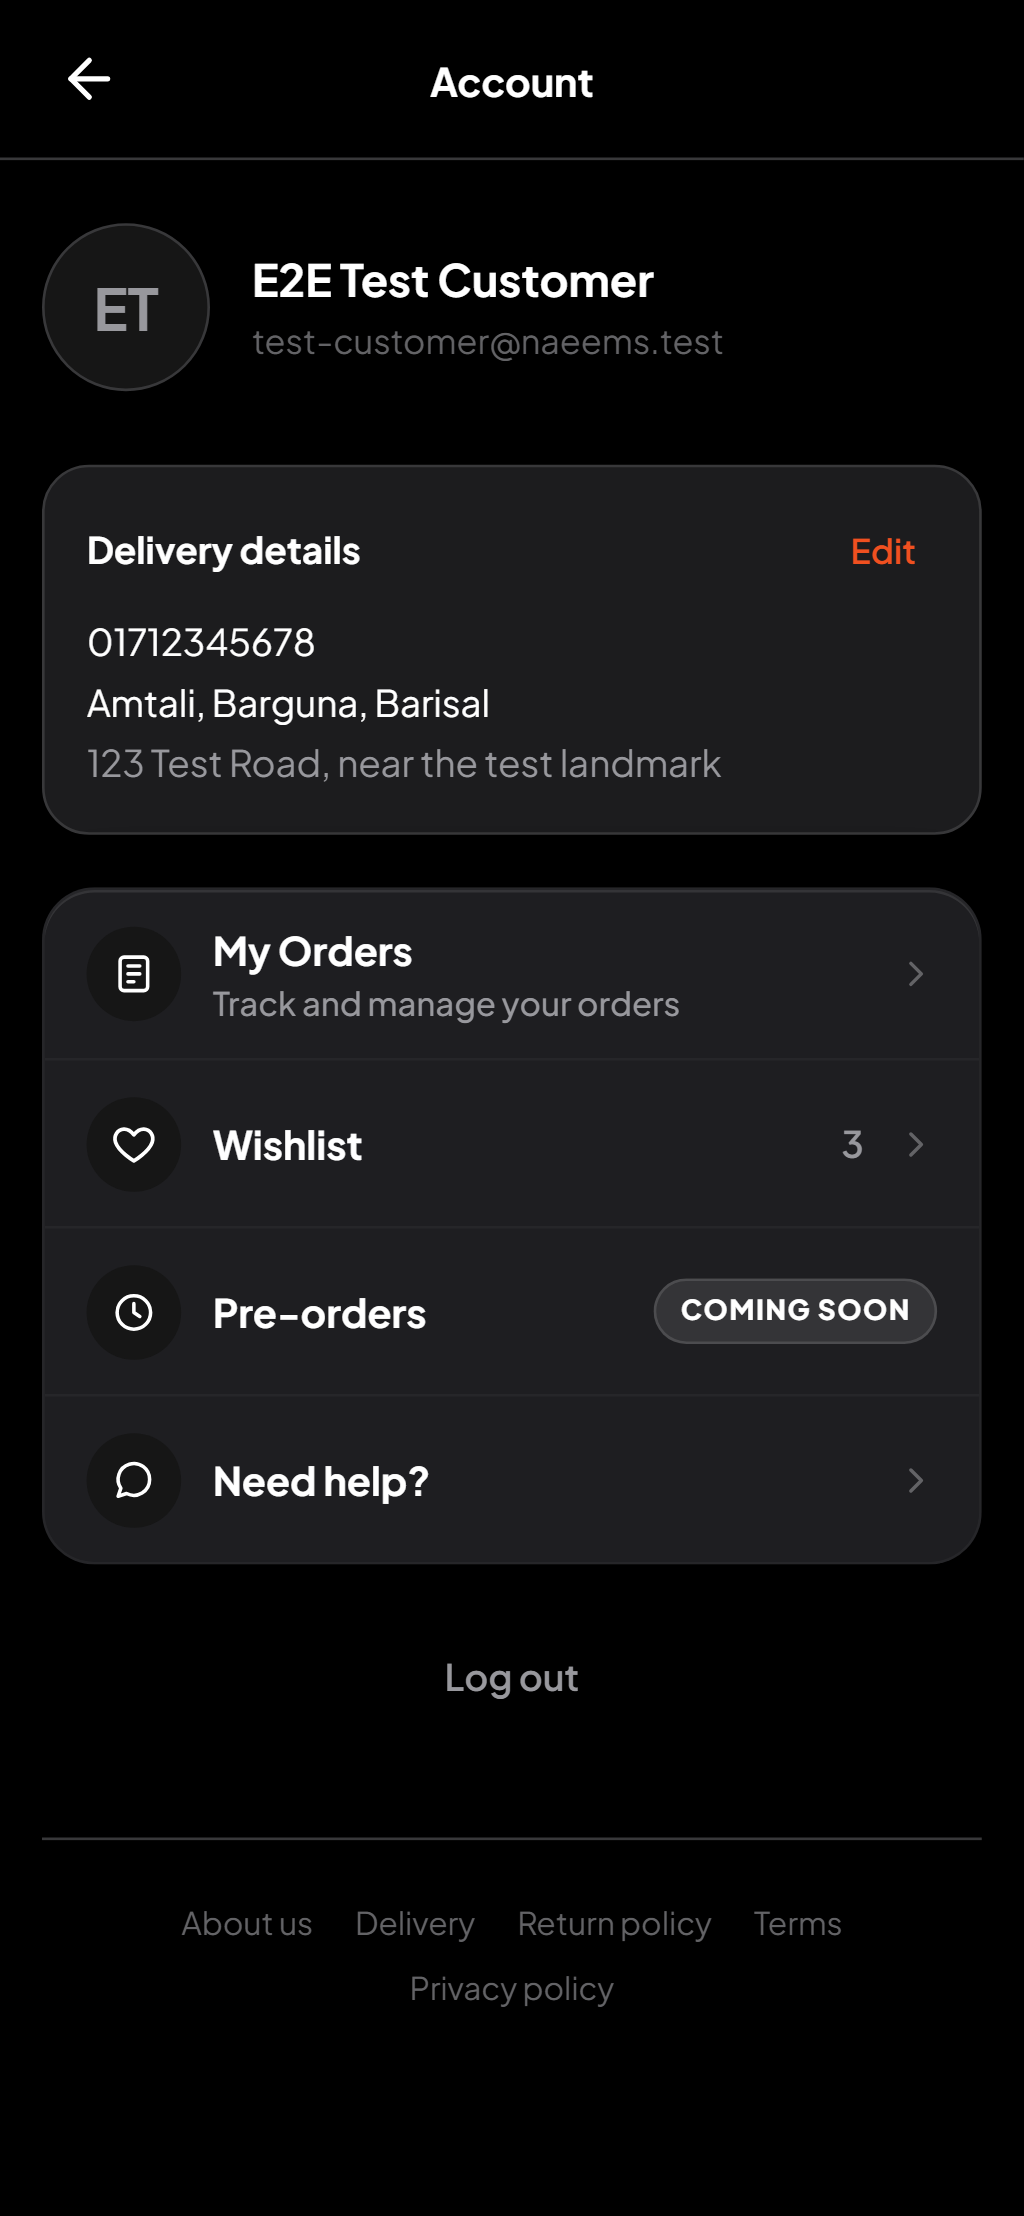 Account
ET
E2E Test Customer
test-customer@naeems.test
Delivery details
Edit
01712345678
Amtali, Barguna, Barisal
123 Test Road, near the test landmark
My Orders
Track and manage your orders
Wishlist
3
Pre-orders
COMING SOON
Need help?
Log out
About us Delivery Return policy Terms
Privacy policy